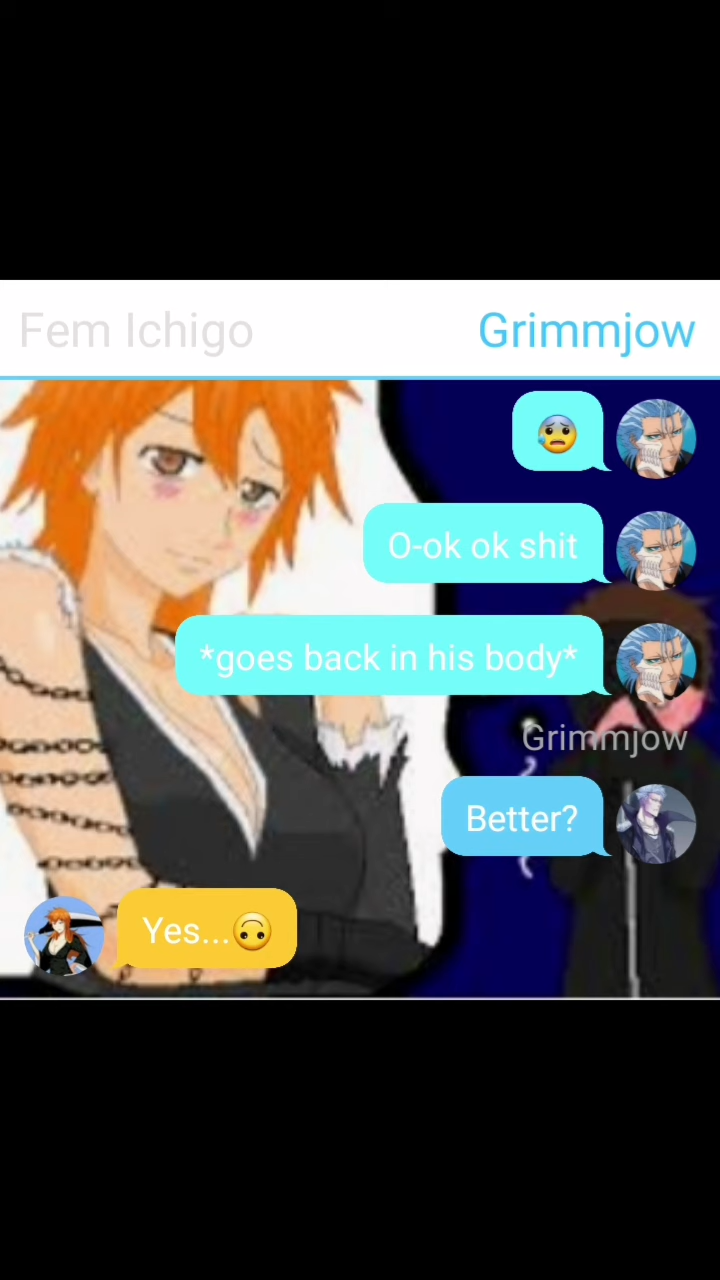 Fem Ichigo
Grimmjow
😰
O-ok ok shit
*goes back in his body*
Grimmjow
Better?
Yes...🙃